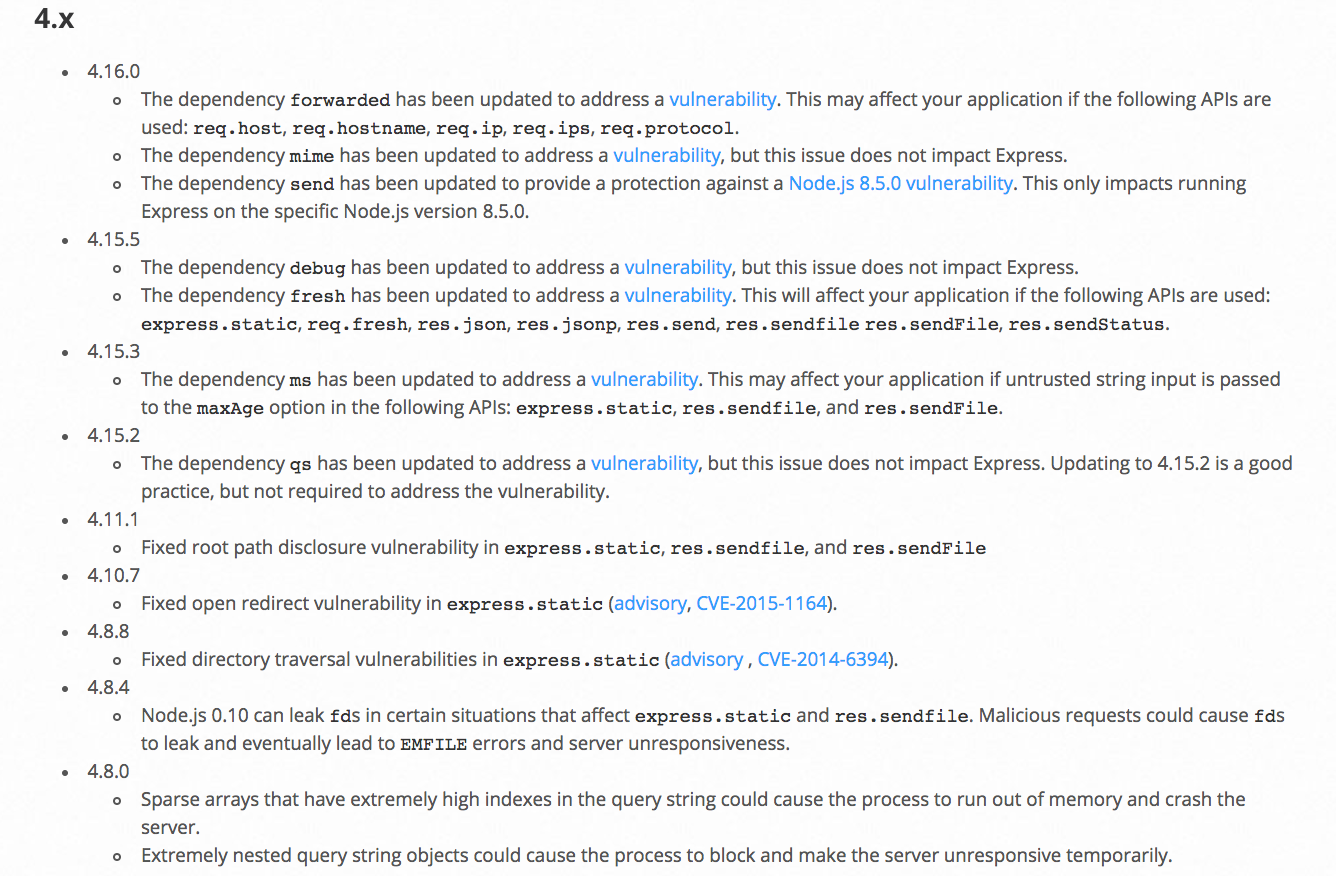 4.x
4.16.0
The dependency forwarded has been updated to address a vulnerability. This may affect your application if the following APIs are
used: req.host, req.hostname, req.ip, req.ips, req.protocol.
The dependency mime has been updated to address a vulnerability, but this issue does not impact Express.
The dependency send has been updated to provide a protection against a Node.js 8.5.0 vulnerability. This only impacts running
Express on the specific Node.js version 8.5.0.
4.15.5
The dependency debug has been updated to address a vulnerability, but this issue does not impact Express.
The dependency fresh has been updated to address a vulnerability. This will affect your application if the following APIs are used:
express.static, req.fresh, res.json, res.jsonp, res.send, res.sendfile res.sendFile, res.sendStatus.
4.15.3
The dependency ms has been updated to address a vulnerability. This may affect your application if untrusted string input is passed
to the maxAge option in the following APIs: express.static, res.sendfile, and res.sendFile.
4.15.2
The dependency qs has been updated to address a vulnerability, but this issue does not impact Express. Updating to 4.15.2 is a good
practice, but not required to address the vulnerability.
4.11.1
Fixed root path disclosure vulnerability in express.static, res.sendfile, and res.sendFile
4.10.7
Fixed open redirect vulnerability in express.static (advisory, CVE-2015-1164).
4.8.8
Fixed directory traversal vulnerabilities in express.static (advisory , CVE-2014-6394).
4.8.4
Node.js 0.10 can leak fds in certain situations that affect express.static and res.sendfile. Malicious requests could cause fds
to leak and eventually lead to EMFILE errors and server unresponsiveness.
4.8.0
Sparse arrays that have extremely high indexes in the query string could cause the process to run out of memory and crash the
server.
Extremely nested query string objects could cause the process to block and make the server unresponsive temporarily.